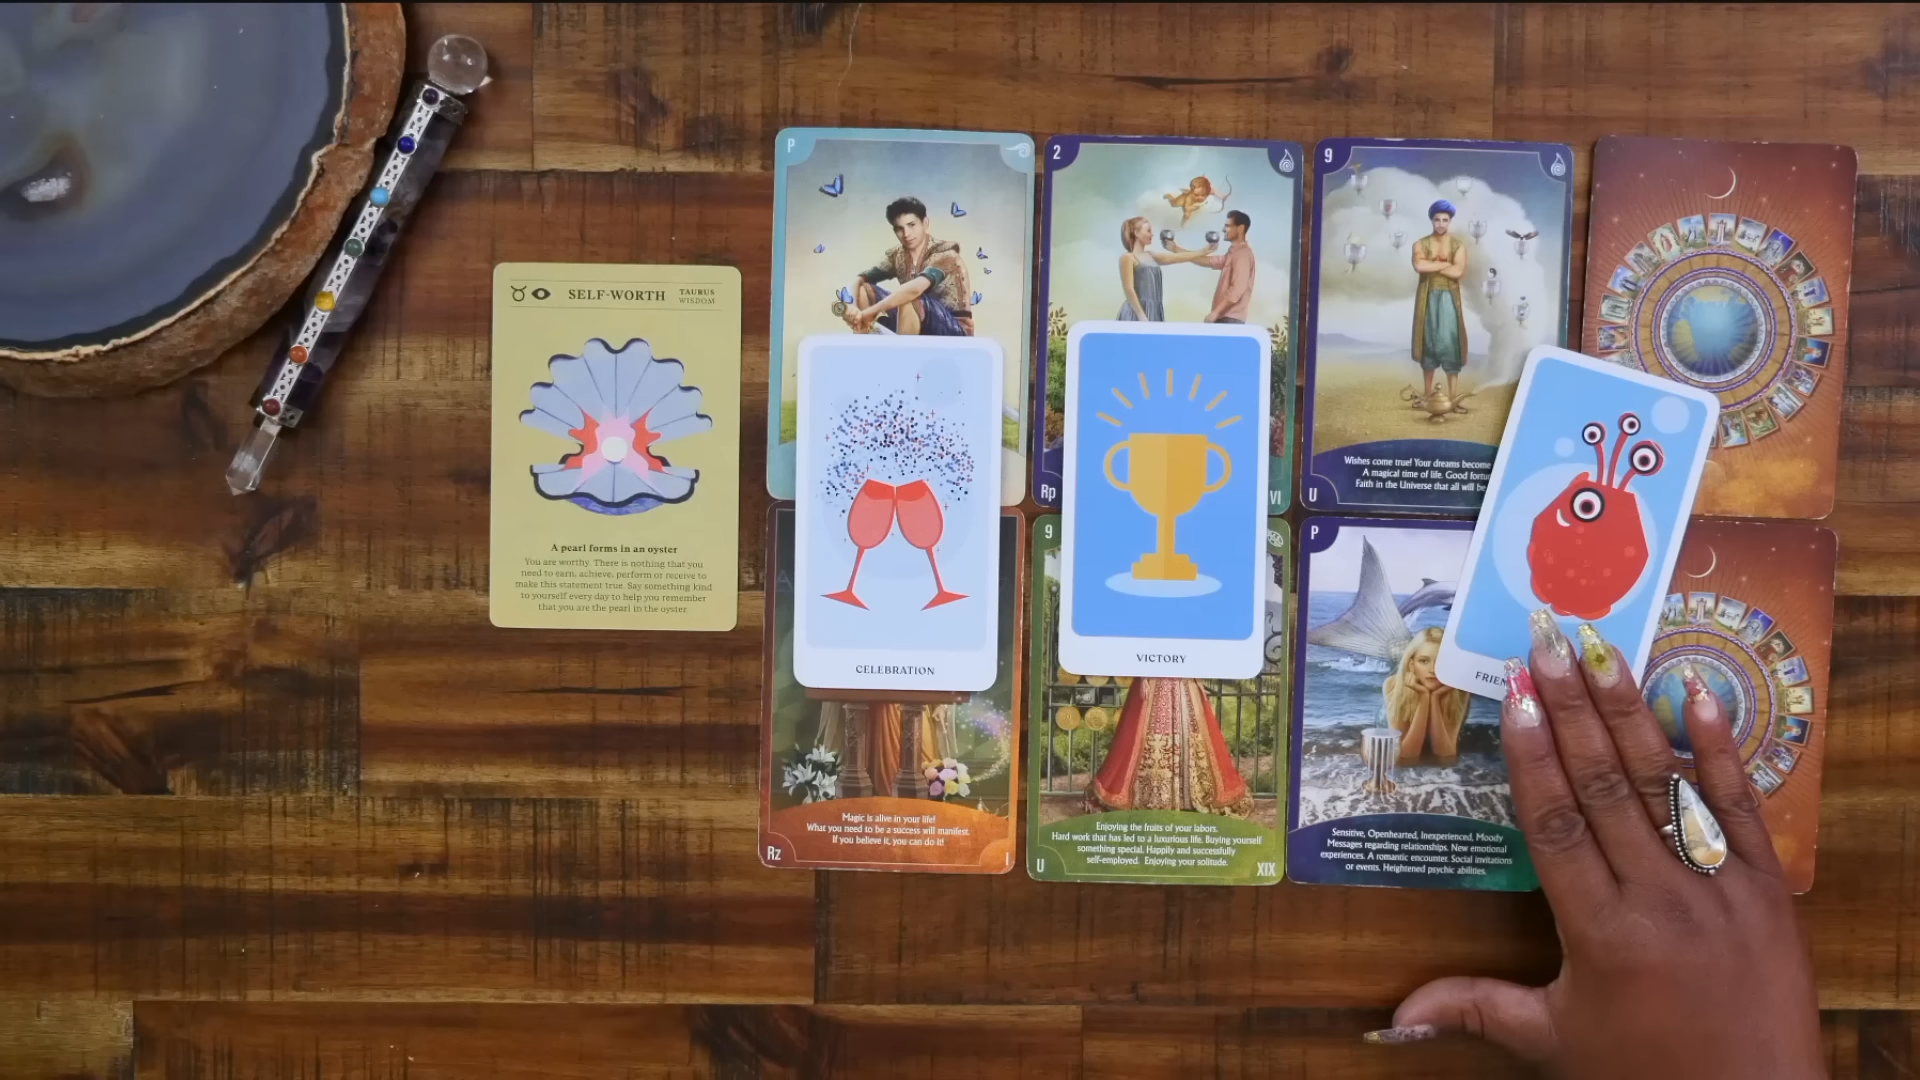 SELF-WORTH
TAURUS
WISDOM
A pearl forms in an oyster
You are worthy. There is nothing that you
need to earn, achieve, perform or receive to
make this statement true. Say something kind
to yourself every day to help you remember
that you are the pearl in the oyster.
P
CELEBRATION
Magic is alive in your life!
What you need to be a success will manifest.
If you believe it, you can do it!
Rz
I
2
Rp
VI
VICTORY
9
Enjoying the fruits of your labors.
Hard work that has led to a luxurious life. Buying yourself
something special. Happily and successfully
self-employed. Enjoying your solitude.
U
XIX
9
Wishes come true! Your dreams become
A magical time of life. Good
Faith in the Universe that all will be
U
P
Sensitive, Openhearted, Inexperienced, Moody
Messages regarding relationships. New emotional
experiences. A romantic encounter. Social invitations
or events. Heightened psychic abilities.
FRIEN